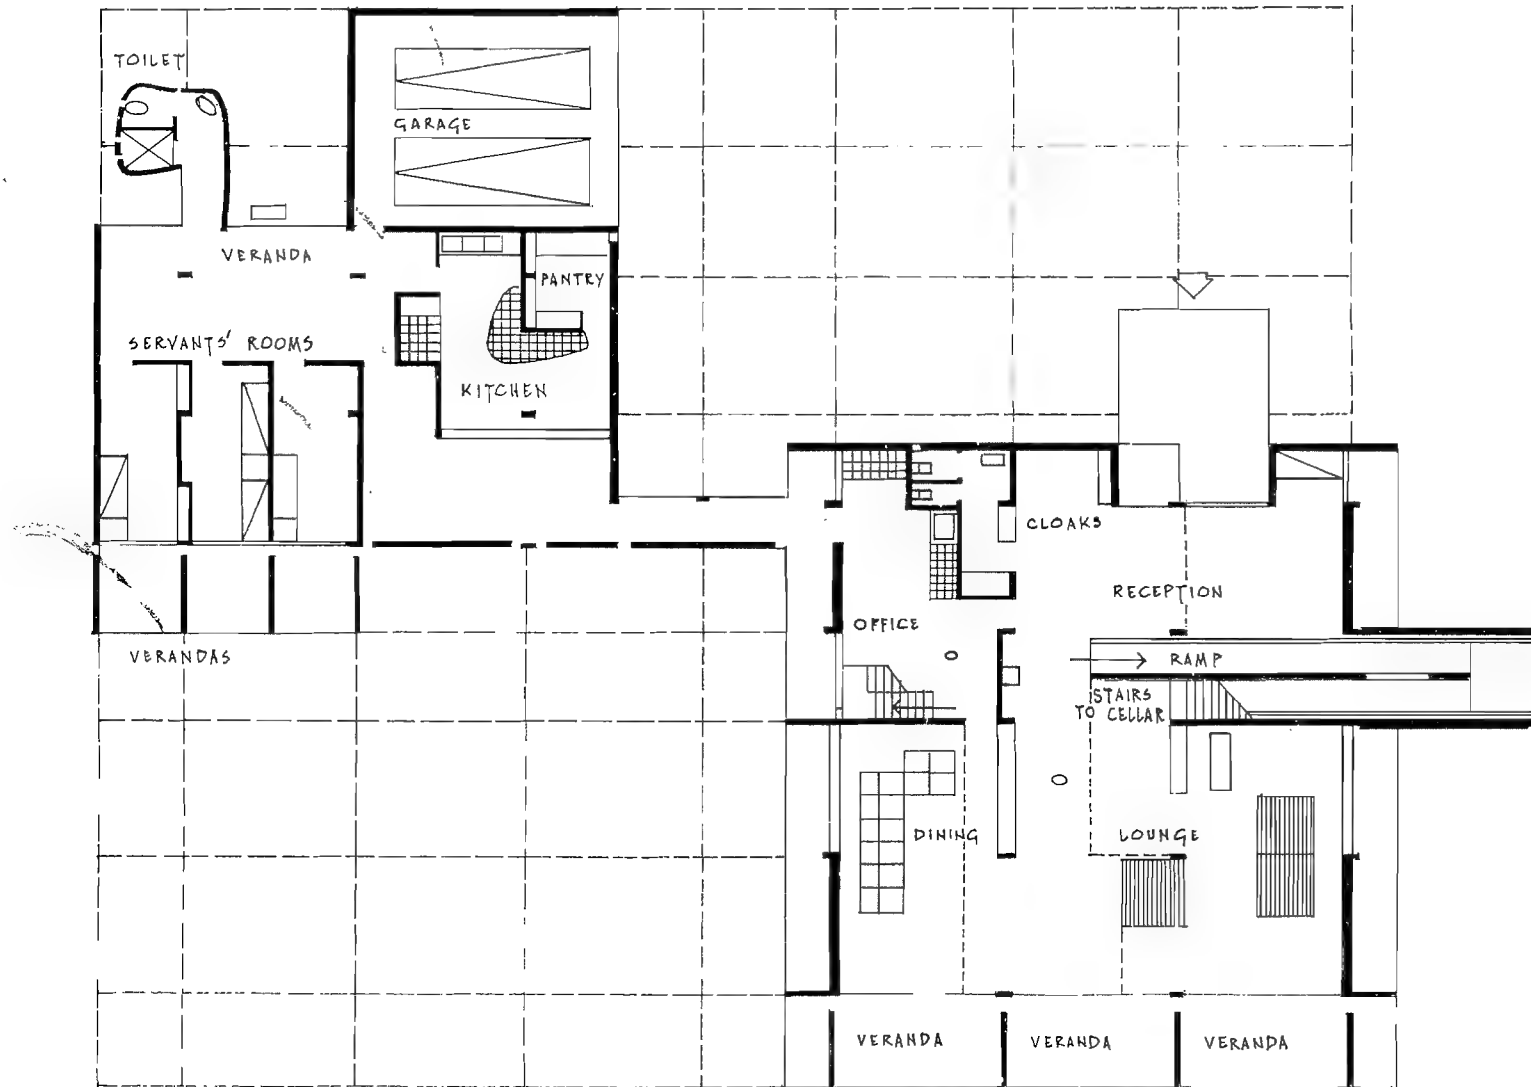 TOILET
GARAGE
VERANDA
PANTRY
SERVANTS' ROOMS
KITCHEN
CLOAKS
RECEPTION
OFFICE
VERANDAS
RAMP
STAIRS
TO CELLAR
DINING
LOUNGE
VERANDA
VERANDA
VERANDA